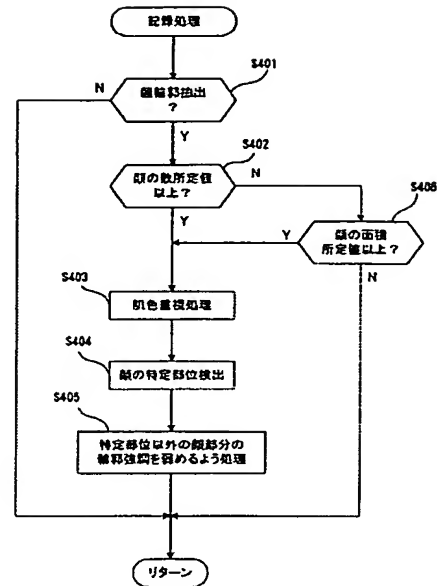 記録処理
S401
N
顔輪郭抽出
?
Y
S402
顔の数所定値
以上?
N
S406
Y
Y
顔の面積
所定値以上?
N
S403
肌色重視処理
S404
顔の特定部位検出
S405
特定部位以外の顔部分の
輪郭強調を弱めるよう処理
リターン